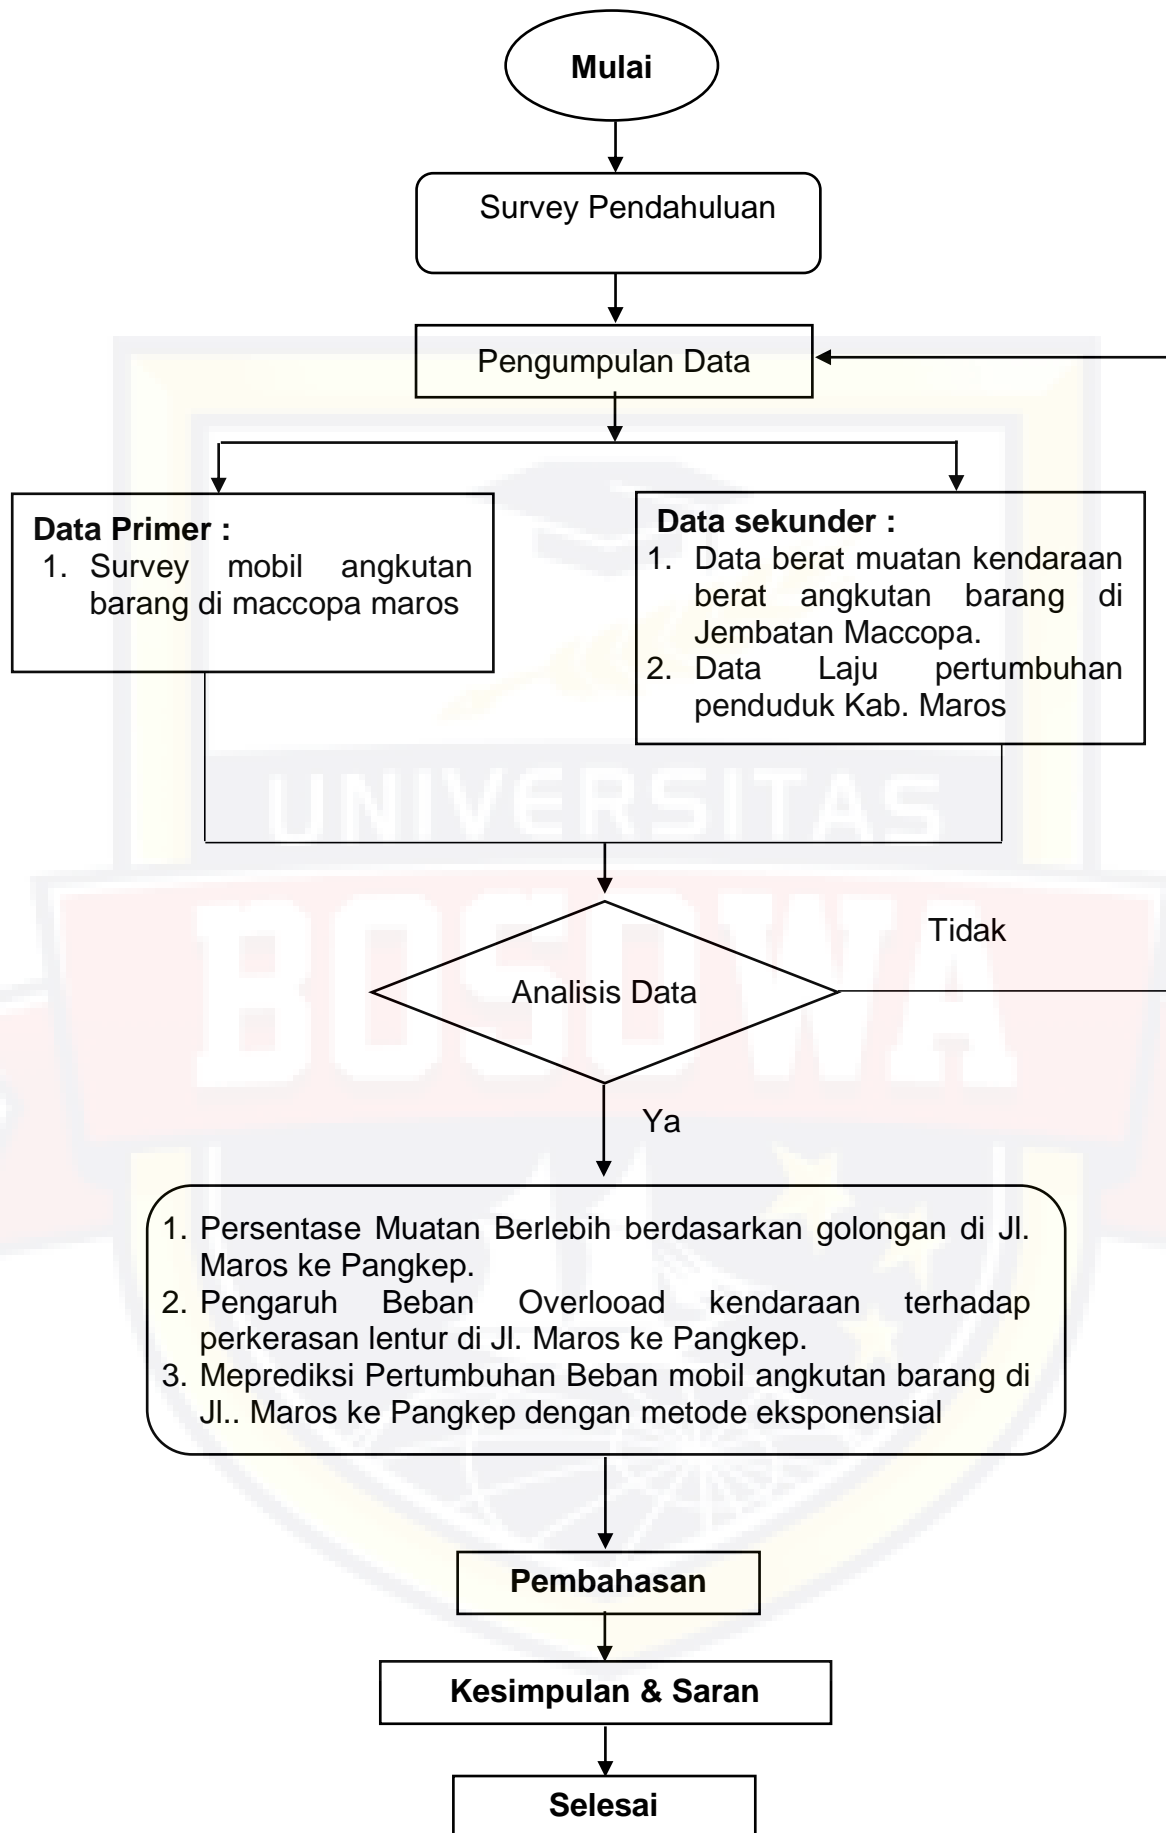 Mulai
Survey Pendahuluan
Pengumpulan Data
Data Primer :
1. Survey mobil angkutan
barang di maccopa maros
Data sekunder :
1. Data berat muatan kendaraan
berat angkutan barang di
Jembatan Maccopa.
2. Data Laju pertumbuhan
penduduk Kab. Maros
UNIVERSITAS
BOSOWA
Tidak
Analisis Data
Ya
1. Persentase Muatan Berlebih berdasarkan golongan di Jl.
Maros ke Pangkep.
2. Pengaruh Beban Overlooad kendaraan terhadap
perkerasan lentur di Jl. Maros ke Pangkep.
3. Meprediksi Pertumbuhan Beban mobil angkutan barang di
Jl.. Maros ke Pangkep dengan metode eksponensial
Pembahasan
Kesimpulan & Saran
Selesai